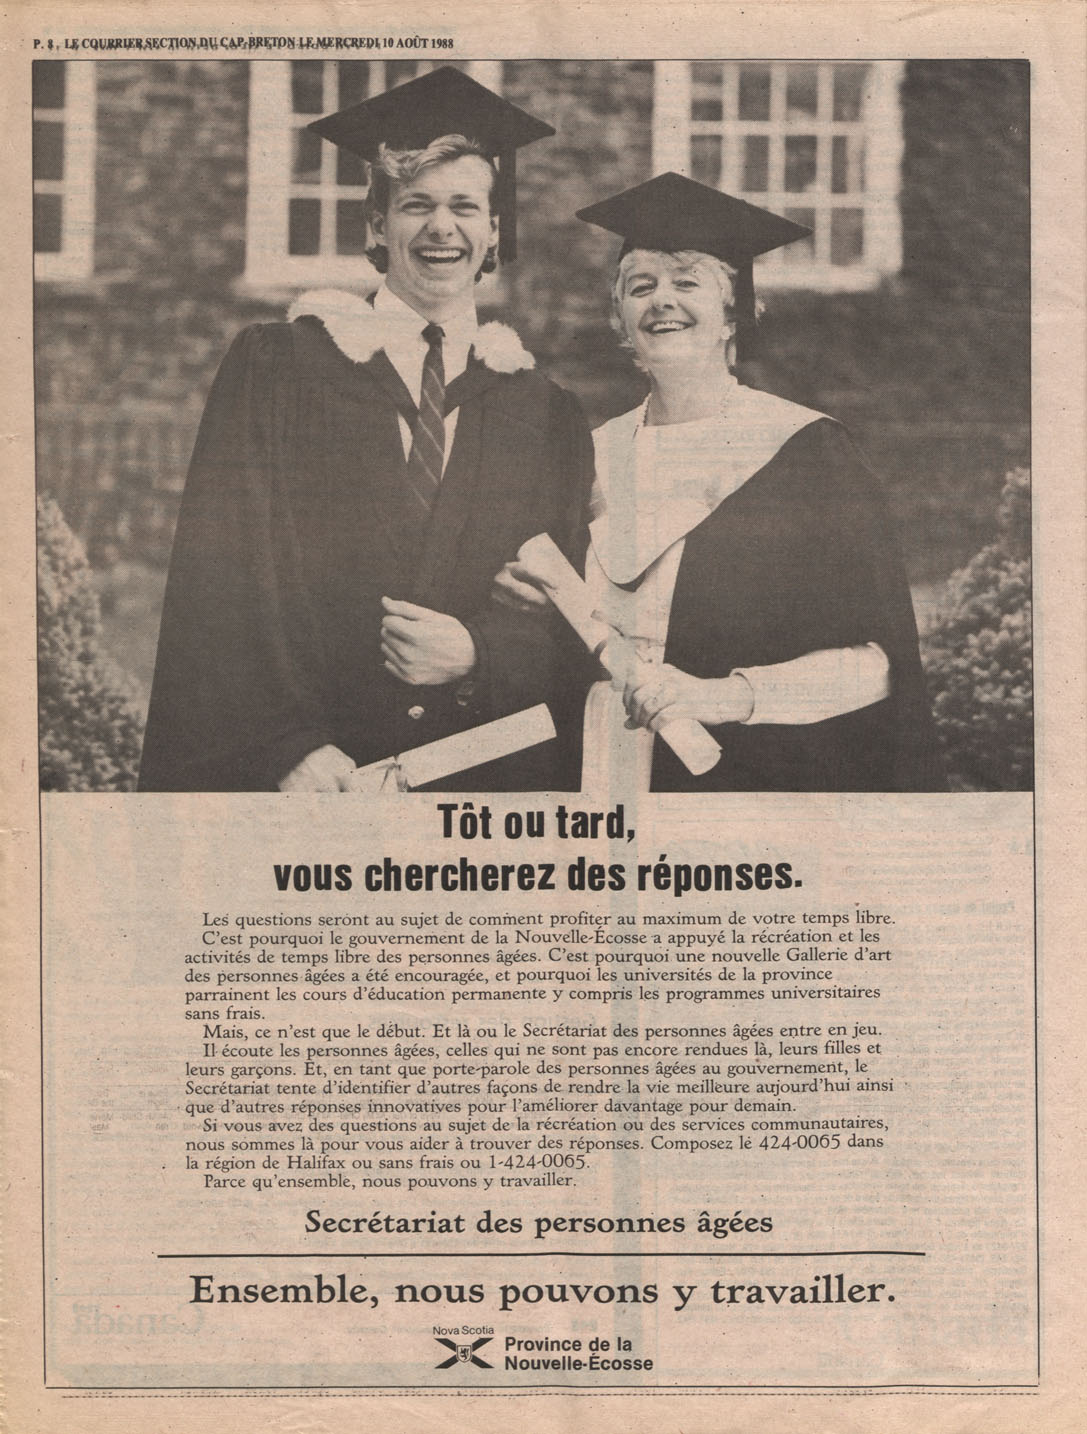 P. 8, LE COURRIER, SECTION DU CAP-BRETON LE MERCREDI, 10 AOÛT 1988
Tôt ou tard,
vous chercherez des réponses.
Les questions seront au sujet de comment profiter au maximum de votre temps libre.
C'est pourquoi le gouvernement de la Nouvelle-Écosse a appuyé la récréation et les
activités de temps libre des personnes âgées. C'est pourquoi une nouvelle Gallerie d'art
des personnes âgées a été encouragée, et pourquoi les universités de la province
parrainent les cours d'éducation permanente y compris les programmes universitaires
sans frais.
Mais, ce n'est que le début. Et là ou le Secrétariat des personnes âgées entre en jeu.
Il écoute les personnes âgées, celles qui ne sont pas encore rendues là, leurs filles et
leurs garçons. Et, en tant que porte-parole des personnes âgées au gouvernement, le
Secrétariat tente d'identifier d'autres façons de rendre la vie meilleure aujourd'hui ainsi
que d'autres réponses innovatives pour l'améliorer davantage pour demain.
Si vous avez des questions au sujet de la récréation ou des services communautaires,
nous sommes là pour vous aider à trouver des réponses. Composez le 424-0065 dans
la région de Halifax ou sans frais ou 1-424-0065.
Parce qu'ensemble, nous pouvons y travailler.
Secrétariat des personnes âgées
Ensemble, nous pouvons y travailler.
Nova Scotia
Province de la
Nouvelle-Écosse